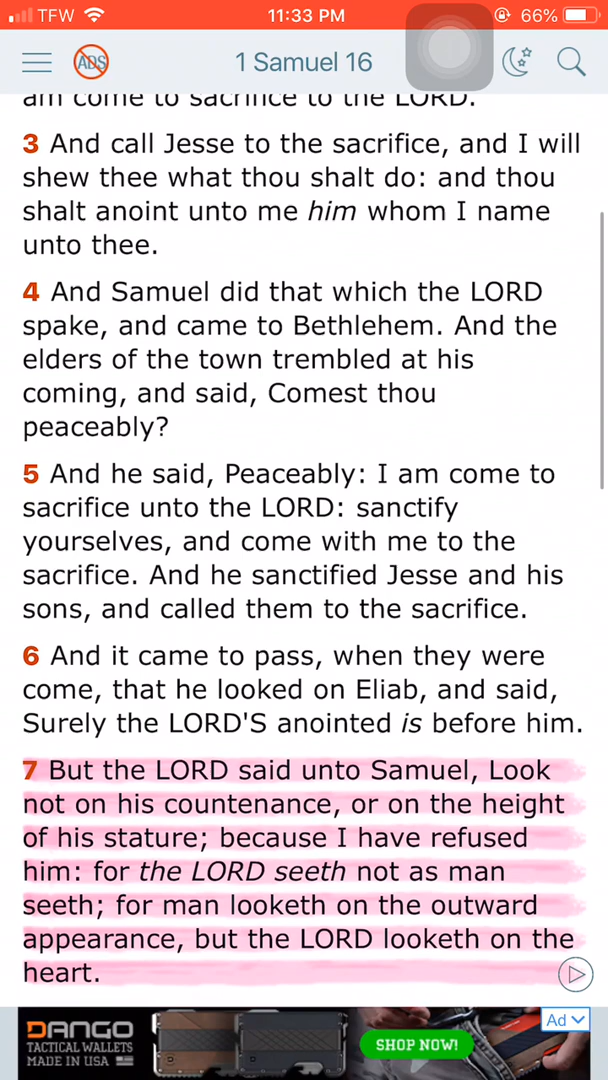 TFW 11:33 PM 66%
ADS 1 Samuel 16
am come to sacrifice to the LORD.
3 And call Jesse to the sacrifice, and I will
shew thee what thou shalt do: and thou
shalt anoint unto me him whom I name
unto thee.
4 And Samuel did that which the LORD
spake, and came to Bethlehem. And the
elders of the town trembled at his
coming, and said, Comest thou
peaceably?
5 And he said, Peaceably: I am come to
sacrifice unto the LORD: sanctify
yourselves, and come with me to the
sacrifice. And he sanctified Jesse and his
sons, and called them to the sacrifice.
6 And it came to pass, when they were
come, that he looked on Eliab, and said,
Surely the LORD'S anointed is before him.
7 But the LORD said unto Samuel, Look
not on his countenance, or on the height
of his stature; because I have refused
him: for the LORD seeth not as man
seeth; for man looketh on the outward
appearance, but the LORD looketh on the
heart.
DANGO
TACTICAL WALLETS
MADE IN USA
SHOP NOW!
Ad